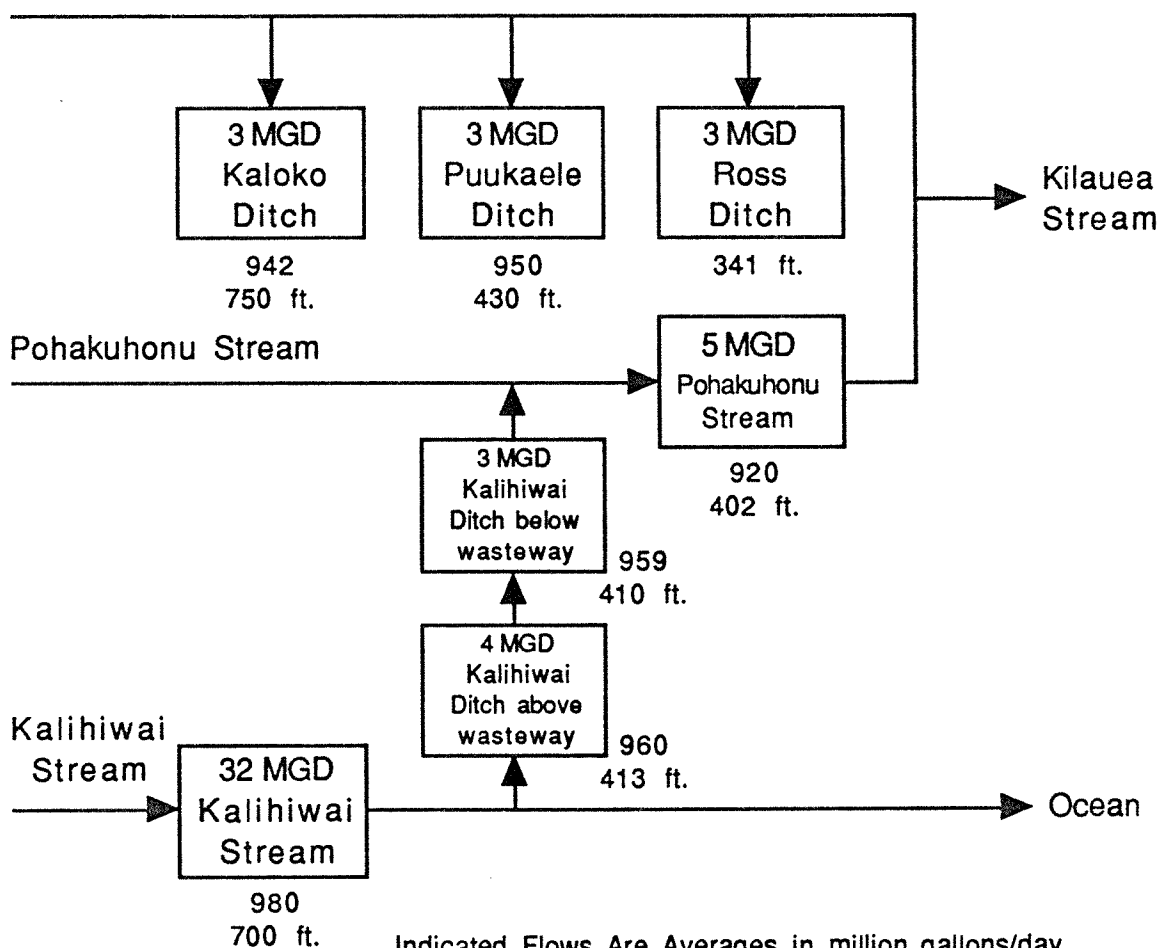 3 MGD
Kaloko
Ditch
942
750 ft.
3 MGD
Puukaele
Ditch
950
430 ft.
3 MGD
Ross
Ditch
341 ft.
Kilauea
Stream
Pohakuhonu Stream
5 MGD
Pohakuhonu
Stream
920
402 ft.
3 MGD
Kalihiwai
Ditch below
wasteway
959
410 ft.
4 MGD
Kalihiwai
Ditch above
wasteway
960
413 ft.
Kalihiwai
Stream
32 MGD
Kalihiwai
Stream
980
700 ft.
Ocean
Indicated Flows Are Averages in million gallons/day